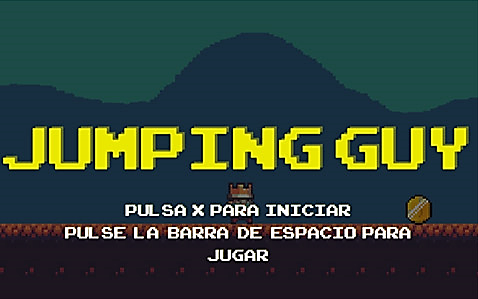 JUMPING GUY
PULSA X PARA INICIAR
PULSE LA BARRA DE ESPACIO PARA
JUGAR